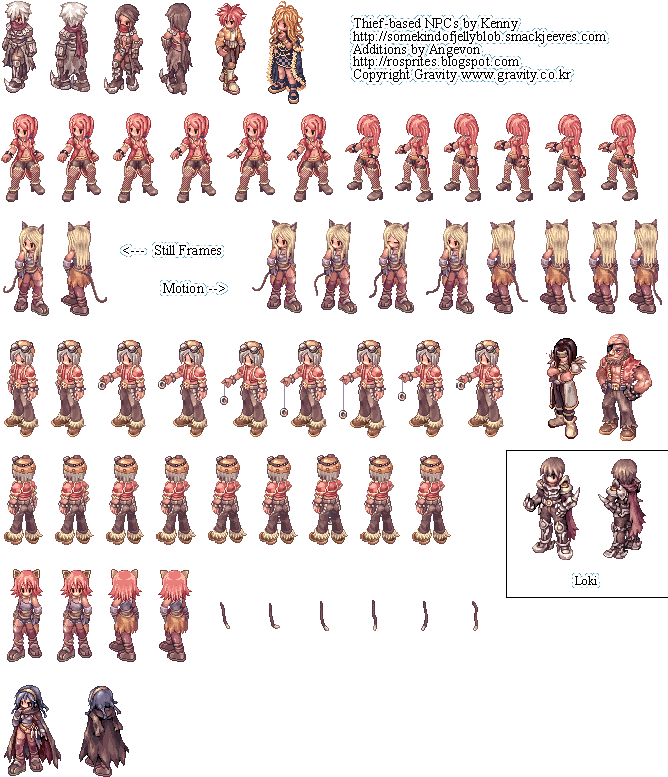 Thief-based NPCs by Kenny
http://somekindofjellyblob.smackjeeves.com
Additions by Angevon
http://rosprites.blogspot.com
Copyright Gravity www.gravity.co.kr
<--- Still Frames
Motion -->
Loki